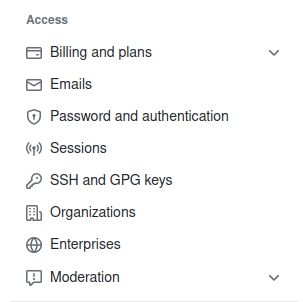 Access
Billing and plans
Emails
Password and authentication
Sessions
SSH and GPG keys
Organizations
Enterprises
Moderation